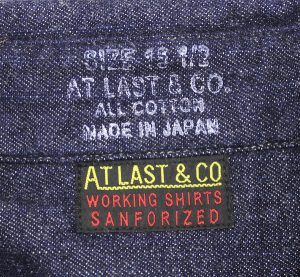 SIZE 15 1/2
AT LAST & CO.
ALL COTTON
MADE IN JAPAN
AT LAST & CO
WORKING SHIRTS
SANFORIZED